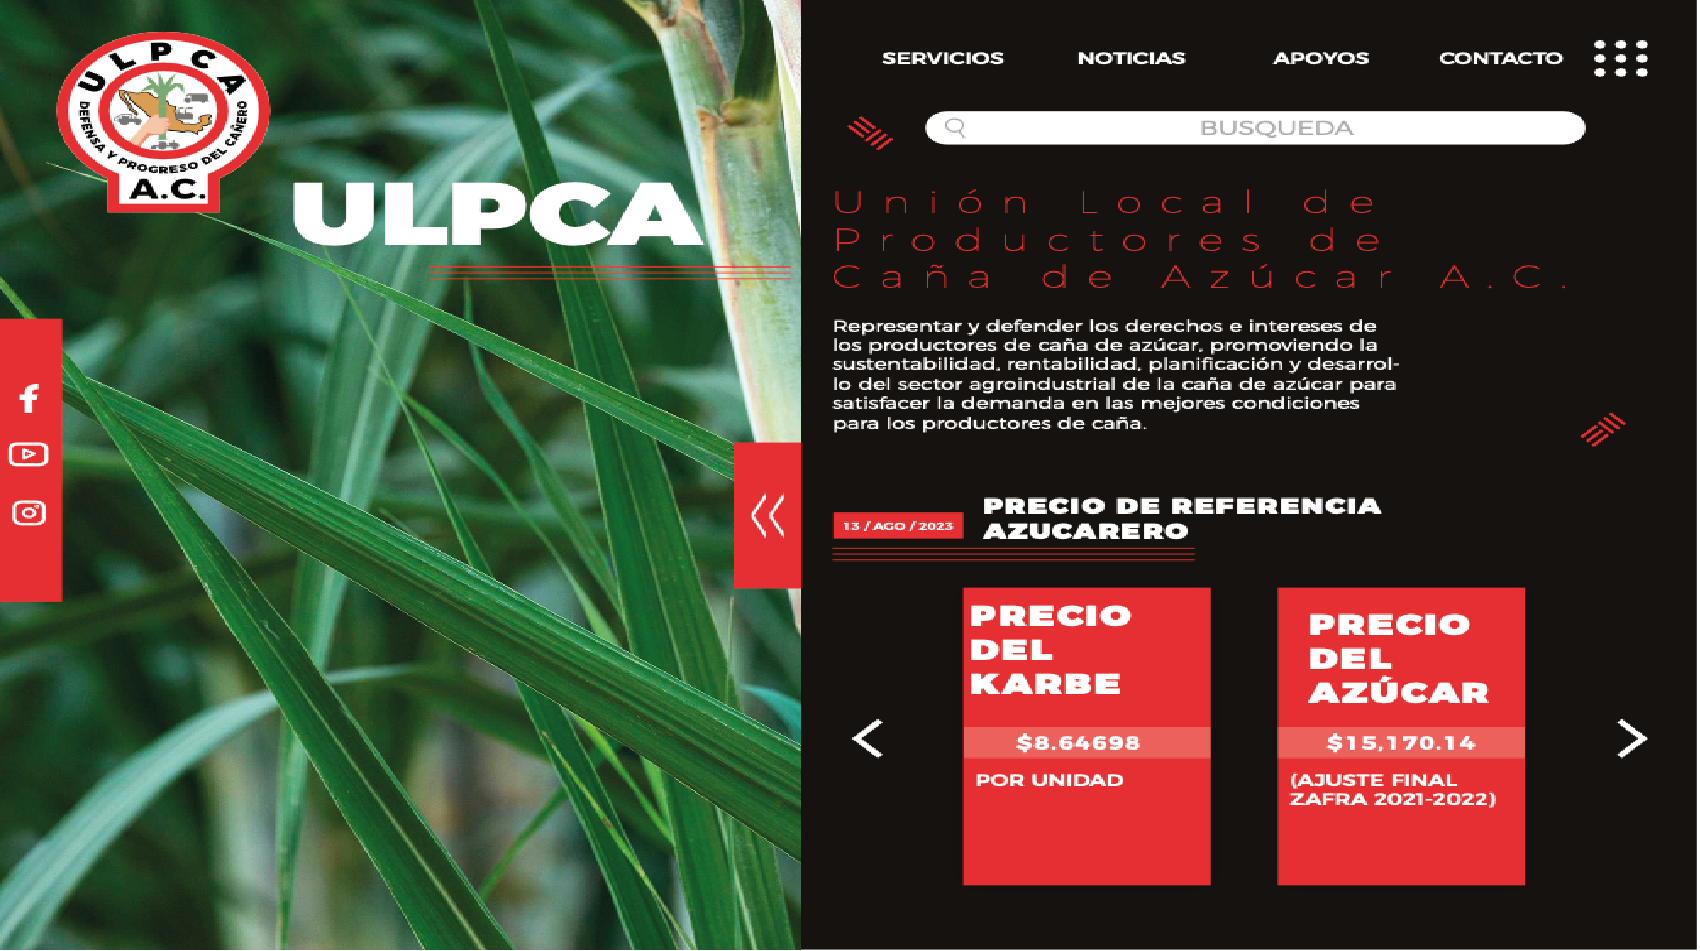 ULPCA
DEFENSA Y PROGRESO DEL CAÑERO
A.C.
ULPCA
SERVICIOS NOTICIAS APOYOS CONTACTO
BUSQUEDA
Unión Local de
Productores de
Caña de Azúcar A.C.
Representar y defender los derechos e intereses de
los productores de caña de azúcar, promoviendo la
sustentabilidad, rentabilidad, planificación y desarrol-
lo del sector agroindustrial de la caña de azúcar para
satisfacer la demanda en las mejores condiciones
para los productores de caña.
13 / AGO / 2023
PRECIO DE REFERENCIA
AZUCARERO
PRECIO
DEL
KARBE
$8.64698
POR UNIDAD
PRECIO
DEL
AZÚCAR
$15,170.14
(AJUSTE FINAL
ZAFRA 2021-2022)